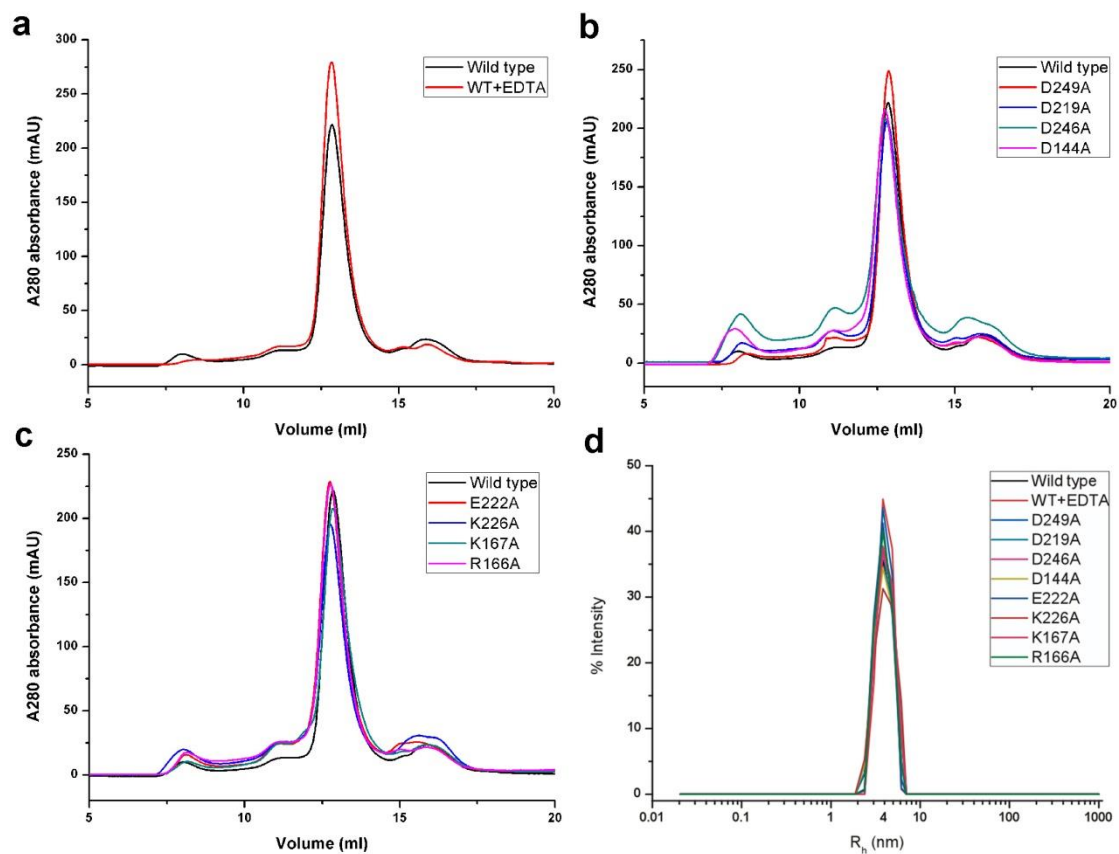 a
300
250
200
150
100
50
0
A280 absorbance (mAU)
5
10
15
20
Volume (ml)
Wild type
WT+EDTA
b
250
200
150
100
50
0
A280 absorbance (mAU)
5
10
15
20
Volume (ml)
Wild type
D249A
D219A
D246A
D144A
c
250
200
150
100
50
0
A280 absorbance (mAU)
5
10
15
20
Volume (ml)
Wild type
E222A
K226A
K167A
R166A
d
50
40
30
20
10
0
% Intensity
0.01
0.1
1
4
10
100
1000
Rh (nm)
Wild type
WT+EDTA
D249A
D219A
D246A
D144A
E222A
K226A
K167A
R166A